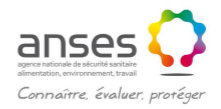 anses
agence nationale de sécurité sanitaire
alimentation, environnement, travail
Connaître, évaluer, protéger